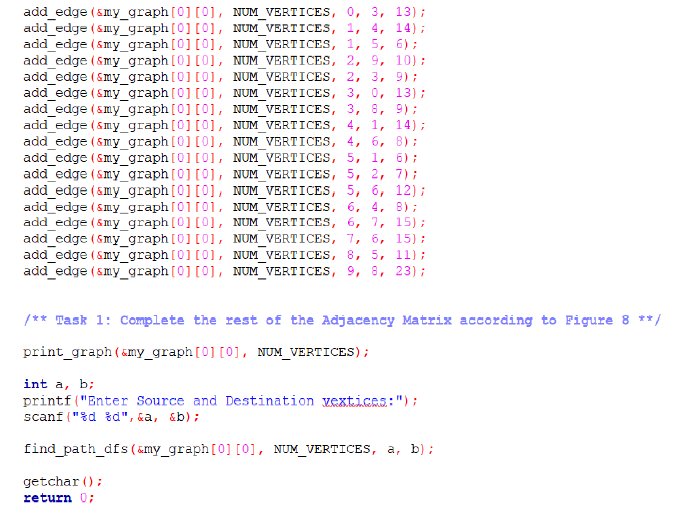 add_edge(&my_graph[0][0], NUM_VERTICES, 0, 3, 13);
add_edge(&my_graph[0][0], NUM_VERTICES, 1, 4, 14);
add_edge(&my_graph[0][0], NUM_VERTICES, 1, 5, 6);
add_edge(&my_graph[0][0], NUM_VERTICES, 2, 9, 10);
add_edge(&my_graph[0][0], NUM_VERTICES, 2, 3, 9);
add_edge(&my_graph[0][0], NUM_VERTICES, 3, 0, 13);
add_edge(&my_graph[0][0], NUM_VERTICES, 3, 8, 9);
add_edge(&my_graph[0][0], NUM_VERTICES, 4, 1, 14);
add_edge(&my_graph[0][0], NUM_VERTICES, 4, 6, 8);
add_edge(&my_graph[0][0], NUM_VERTICES, 5, 1, 6);
add_edge(&my_graph[0][0], NUM_VERTICES, 5, 2, 7);
add_edge(&my_graph[0][0], NUM_VERTICES, 5, 6, 12);
add_edge(&my_graph[0][0], NUM_VERTICES, 6, 4, 8);
add_edge(&my_graph[0][0], NUM_VERTICES, 6, 7, 15);
add_edge(&my_graph[0][0], NUM_VERTICES, 7, 6, 15);
add_edge(&my_graph[0][0], NUM_VERTICES, 8, 5, 11);
add_edge(&my_graph[0][0], NUM_VERTICES, 9, 8, 23);
/** Task 1: Complete the rest of the Adjacency Matrix according to Figure 8 **/
print_graph(&my_graph[0][0], NUM_VERTICES);
int a, b;
printf("Enter Source and Destination vextices:");
scanf("%d %d",&a, &b);
find_path_dfs(&my_graph[0][0], NUM_VERTICES, a, b);
getchar();
return 0;